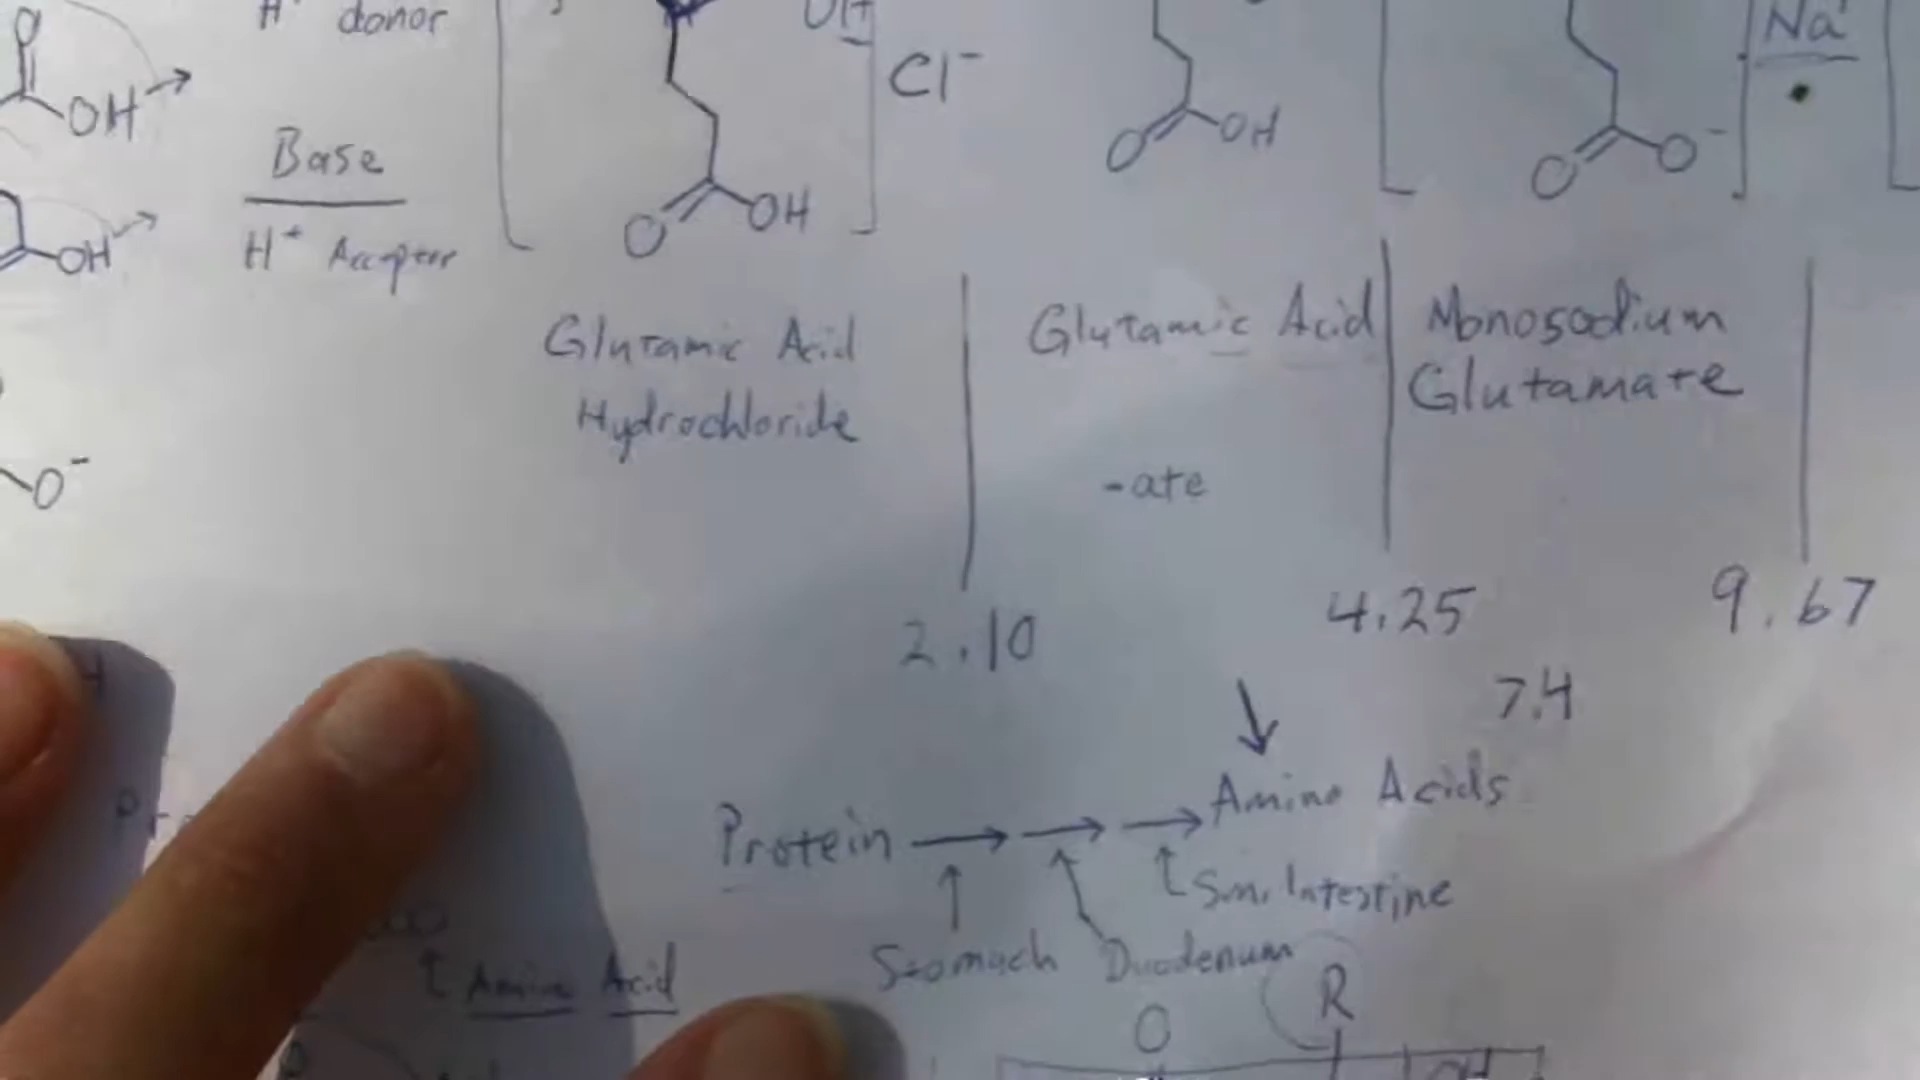 H+ donor
OH
Cl-
Na+
O
OH
Base
H+ Acceptor
OH
O
OH
O
OH
O
O-
Glutamic Acid
Hydrochloride
Glutamic Acid
-ate
Monosodium
Glutamate
O-
2.10
4.25
9.67
7.4
Protein → → → Amino Acids
↑ Sm. Intestine
Stomach
Duodenum
↑ Amino Acid
O
R
OH